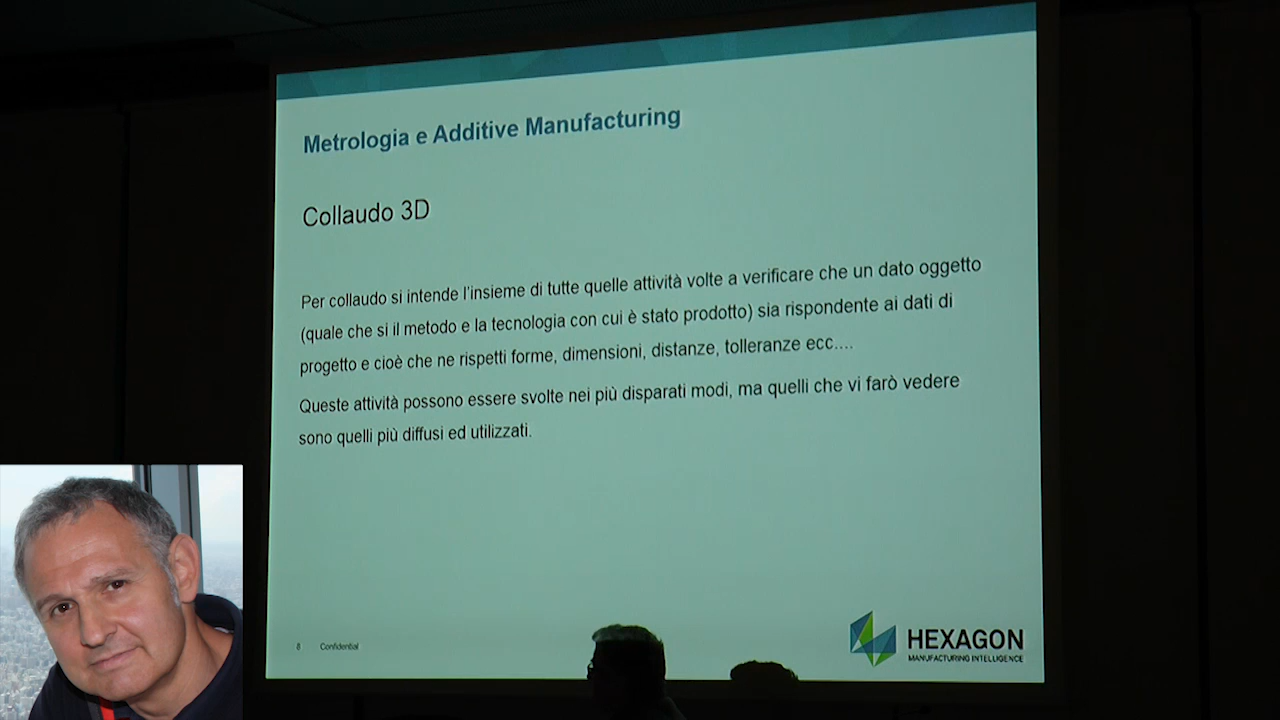 Metrologia e Additive Manufacturing
Collaudo 3D
Per collaudo si intende l'insieme di tutte quelle attività volte a verificare che un dato oggetto
(quale che si il metodo e la tecnologia con cui è stato prodotto) sia rispondente ai dati di
progetto e cioè che ne rispetti forme, dimensioni, distanze, tolleranze ecc....
Queste attività possono essere svolte nei più disparati modi, ma quelli che vi farò vedere
sono quelli più diffusi ed utilizzati.
8 Confidential
HEXAGON
MANUFACTURING INTELLIGENCE